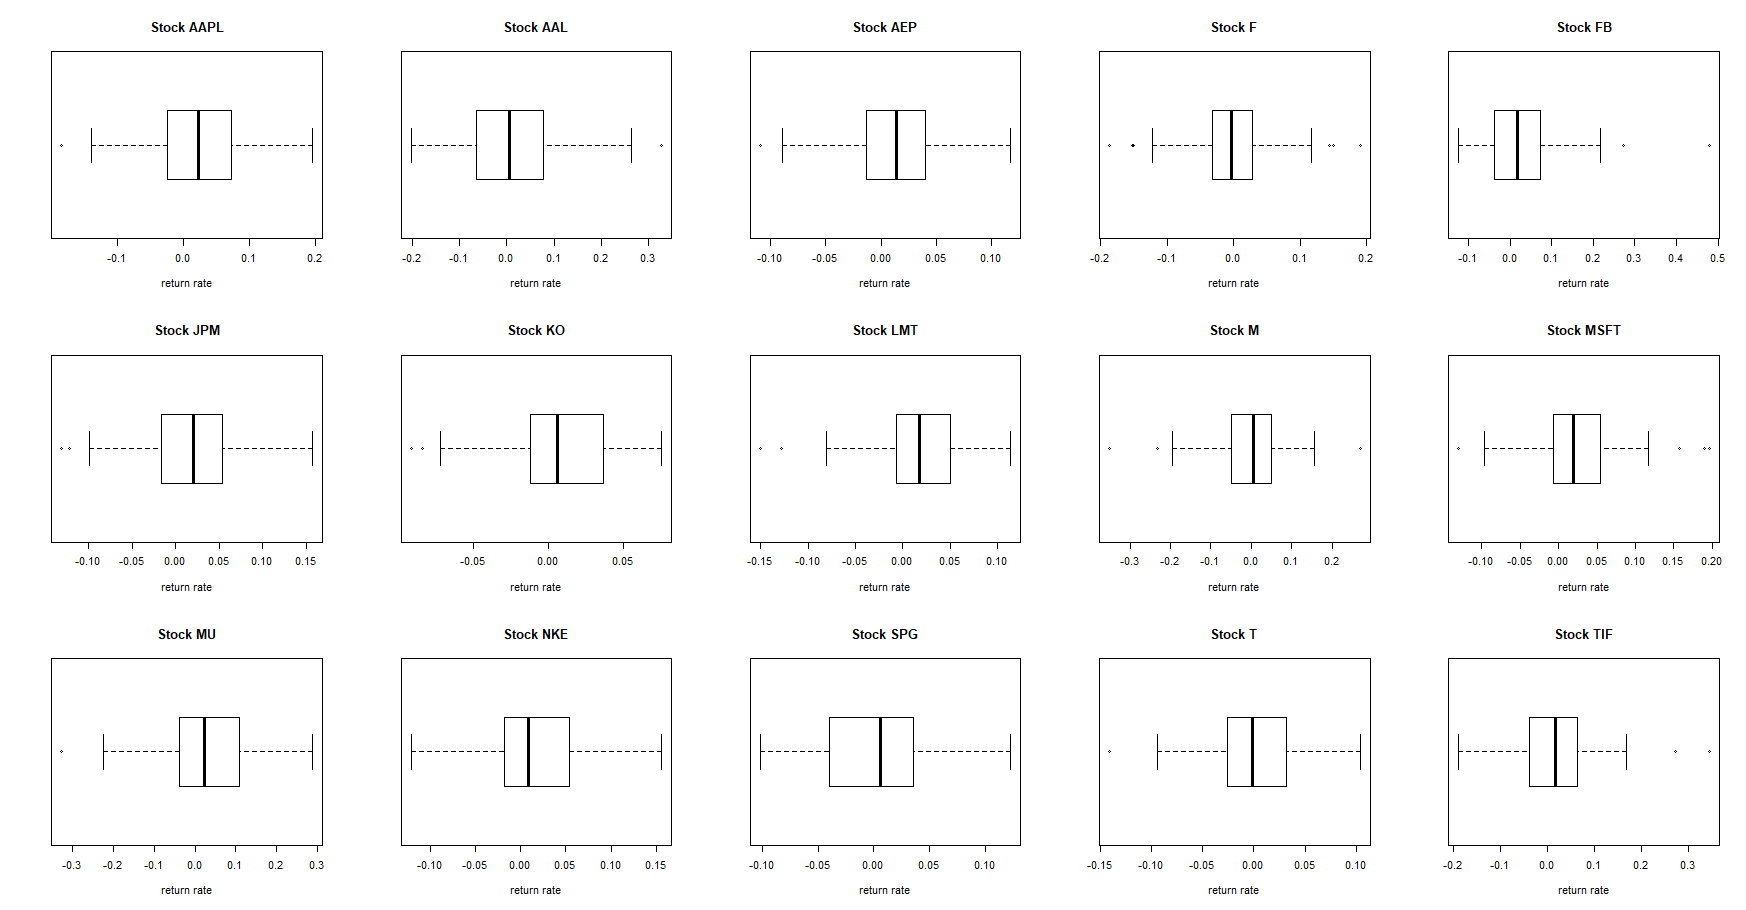 Stock AAPL
Stock AAL
Stock AEP
Stock F
Stock FB
-0.1 0.0 0.1 0.2
-0.2 -0.1 0.0 0.1 0.2 0.3
-0.10 -0.05 0.00 0.05 0.10
-0.2 -0.1 0.0 0.1 0.2
-0.1 0.0 0.1 0.2 0.3 0.4 0.5
return rate
return rate
return rate
return rate
return rate
Stock JPM
Stock KO
Stock LMT
Stock M
Stock MSFT
-0.10 -0.05 0.00 0.05 0.10 0.15
-0.05 0.00 0.05
-0.15 -0.10 -0.05 0.00 0.05 0.10
-0.3 -0.2 -0.1 0.0 0.1 0.2
-0.10 -0.05 0.00 0.05 0.10 0.15 0.20
return rate
return rate
return rate
return rate
return rate
Stock MU
Stock NKE
Stock SPG
Stock T
Stock TIF
-0.3 -0.2 -0.1 0.0 0.1 0.2 0.3
-0.10 -0.05 0.00 0.05 0.10 0.15
-0.10 -0.05 0.00 0.05 0.10
-0.15 -0.10 -0.05 0.00 0.05 0.10
-0.2 -0.1 0.0 0.1 0.2 0.3
return rate
return rate
return rate
return rate
return rate